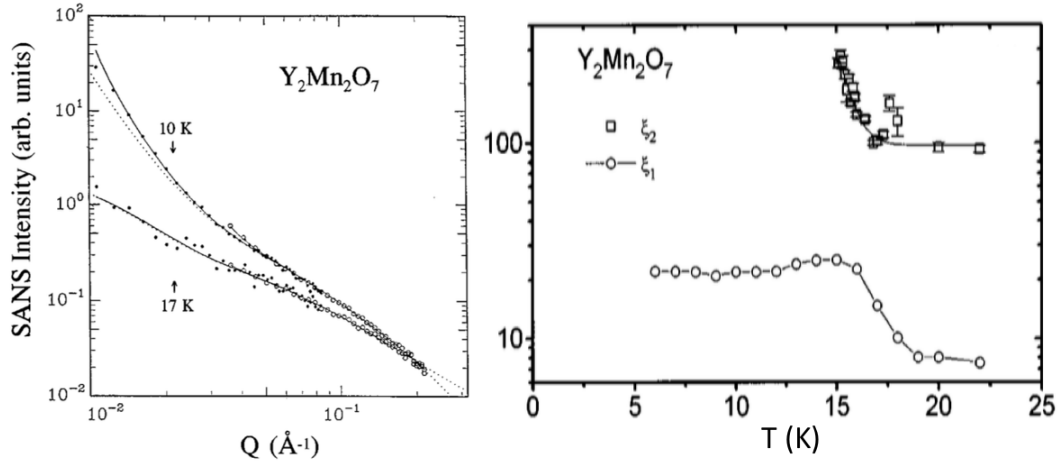 10²
10¹
10⁰
10⁻¹
10⁻²
SANS Intensity (arb. units)
Y₂Mn₂O₇
10 K
17 K
10⁻²
10⁻¹
Q (Å⁻¹)
Y₂Mn₂O₇
ξ₂
ξ₁
100
10
0
5
10
15
20
25
T (K)